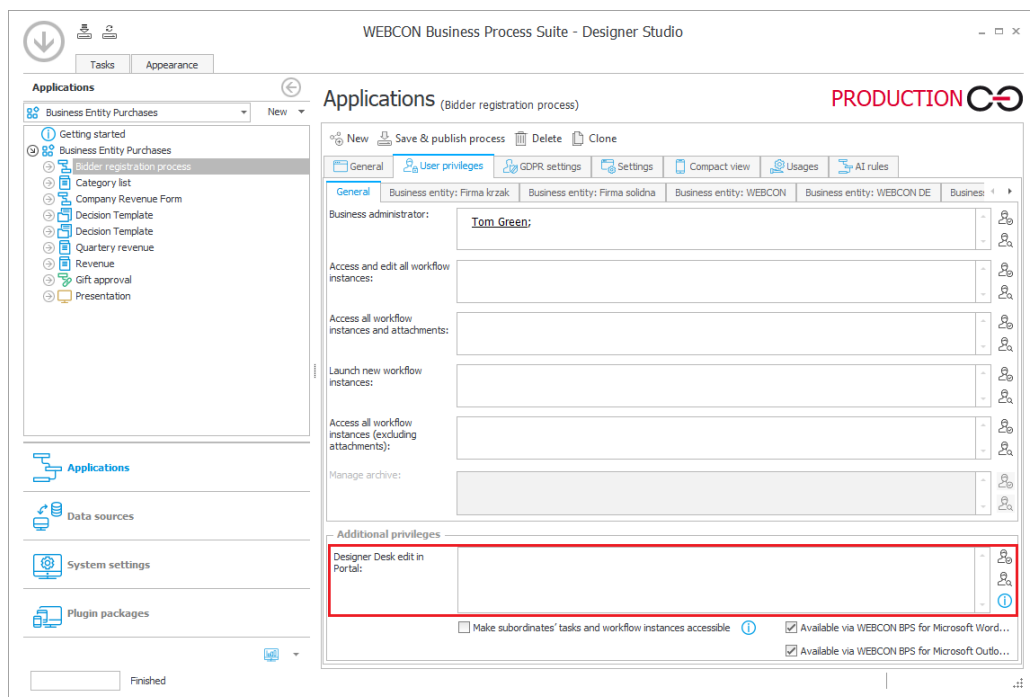 WEBCON Business Process Suite - Designer Studio
Tasks
Appearance
Applications
Business Entity Purchases
New
Getting started
Business Entity Purchases
Bidder registration process
Category list
Company Revenue Form
Decision Template
Decision Template
Quartery revenue
Revenue
Gift approval
Presentation
Applications
Data sources
System settings
Plugin packages
Finished
Applications (Bidder registration process)
PRODUCTION
New
Save & publish process
Delete
Clone
General
User privileges
GDPR settings
Settings
Compact view
Usages
AI rules
General
Business entity: Firma krzak
Business entity: Firma solidna
Business entity: WEBCON
Business entity: WEBCON DE
Business
Business administrator:
Tom Green;
Access and edit all workflow
instances:
Access all workflow
instances and attachments:
Launch new workflow
instances:
Access all workflow
instances (excluding
attachments):
Manage archive:
Additional privileges
Designer Desk edit in
Portal:
Make subordinates' tasks and workflow instances accessible
Available via WEBCON BPS for Microsoft Word...
Available via WEBCON BPS for Microsoft Outlo...